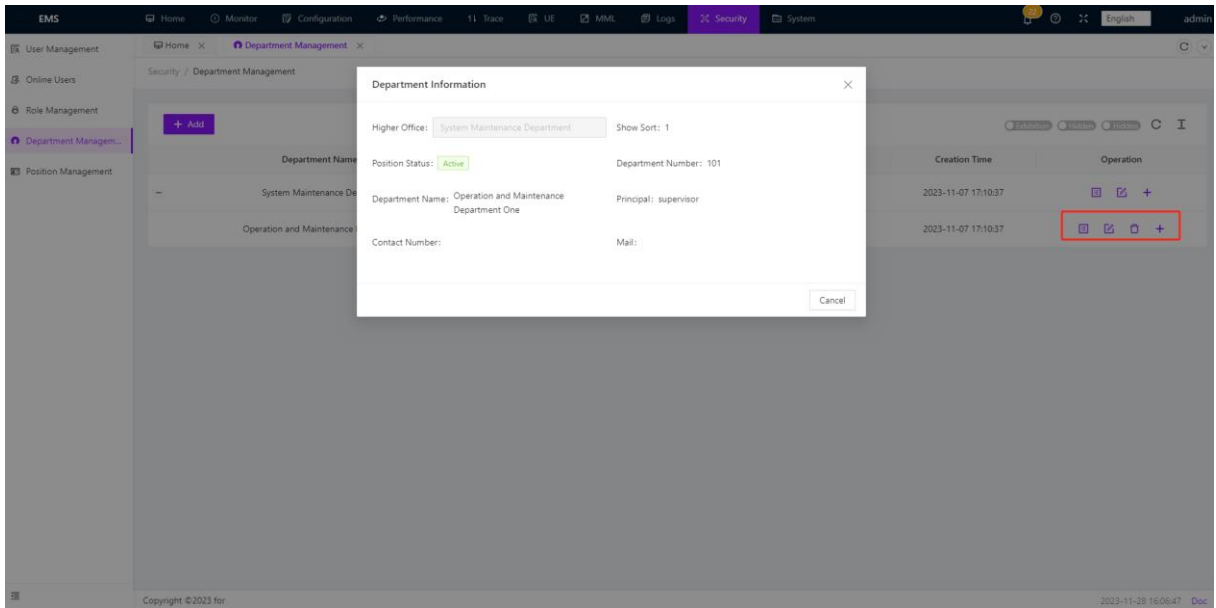 EMS Home Monitor Configuration Performance Trace UE MML Logs Security System 22 English admin
User Management
Online Users
Role Management
Department Managem...
Position Management
Home Department Management
Security / Department Management
+ Add
Exhibition Hidden Hidden
Department Name Creation Time Operation
System Maintenance De 2023-11-07 17:10:37
Operation and Maintenance 2023-11-07 17:10:37
Department Information
Higher Office: System Maintenance Department Show Sort: 1
Position Status: Active Department Number: 101
Department Name: Operation and Maintenance
Department One
Principal: supervisor
Contact Number: Mail:
Cancel
Copyright ©2023 for 2023-11-28 16:06:47 Doc